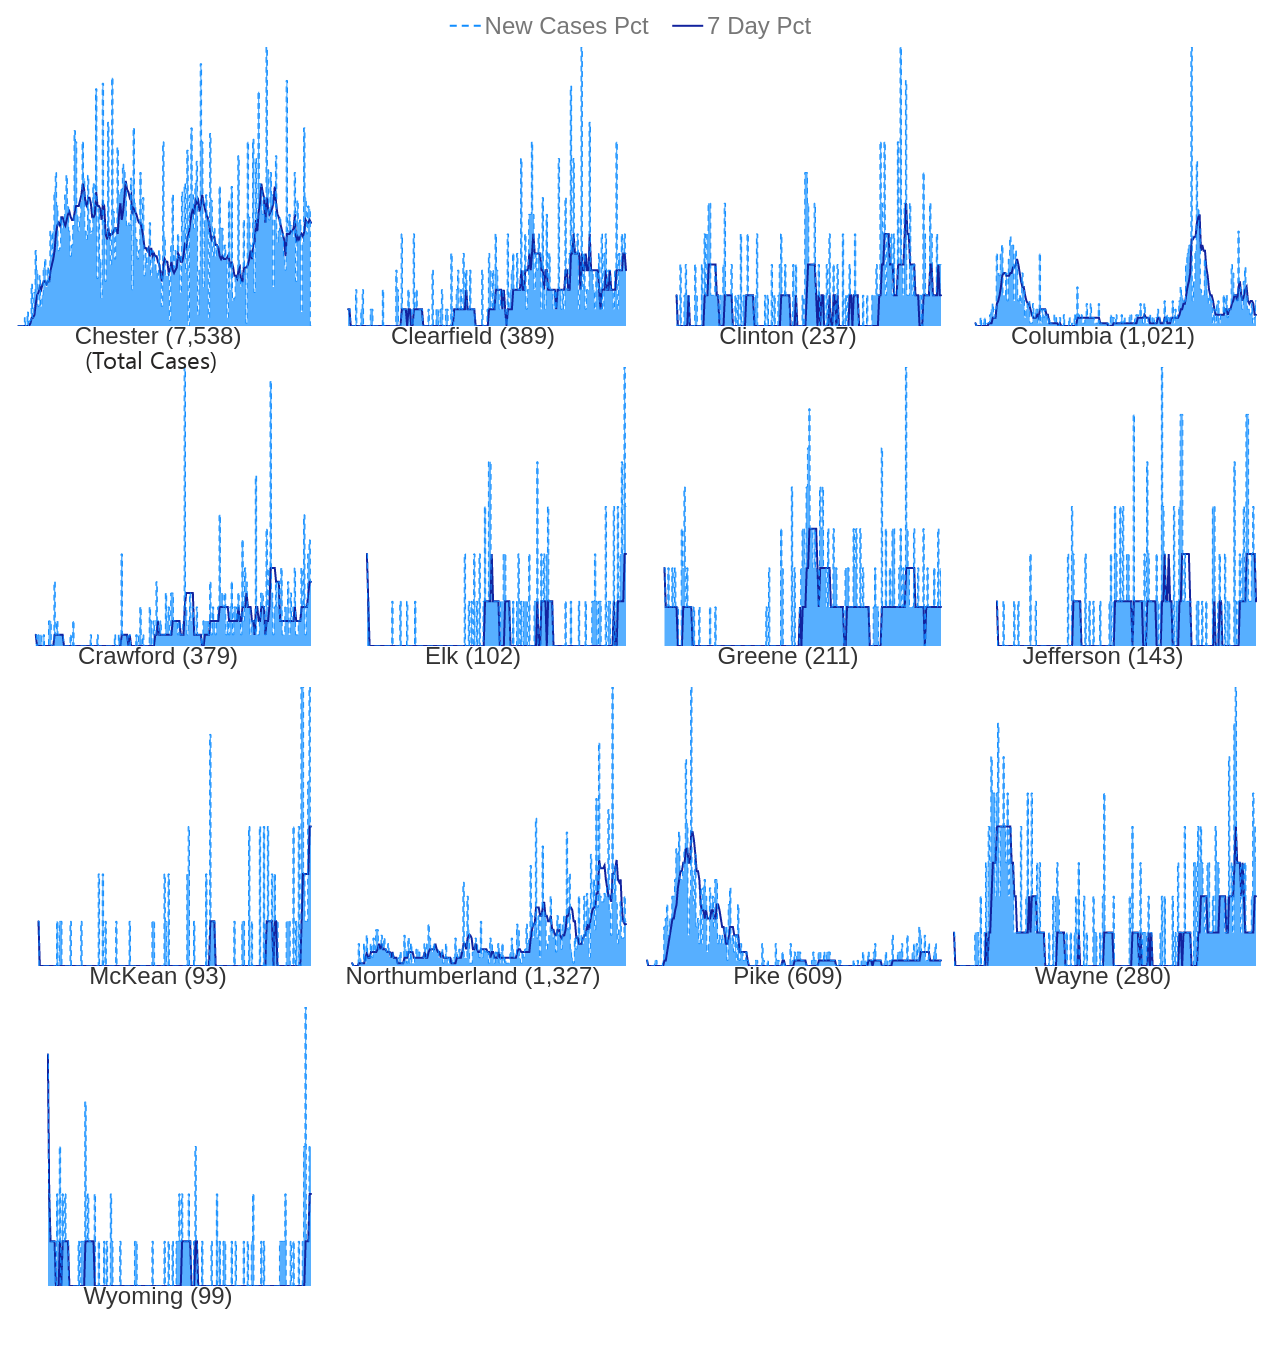 New Cases Pct 7 Day Pct
Chester (7,538)
(Total Cases)
Clearfield (389)
Clinton (237)
Columbia (1,021)
Crawford (379)
Elk (102)
Greene (211)
Jefferson (143)
McKean (93)
Northumberland (1,327)
Pike (609)
Wayne (280)
Wyoming (99)